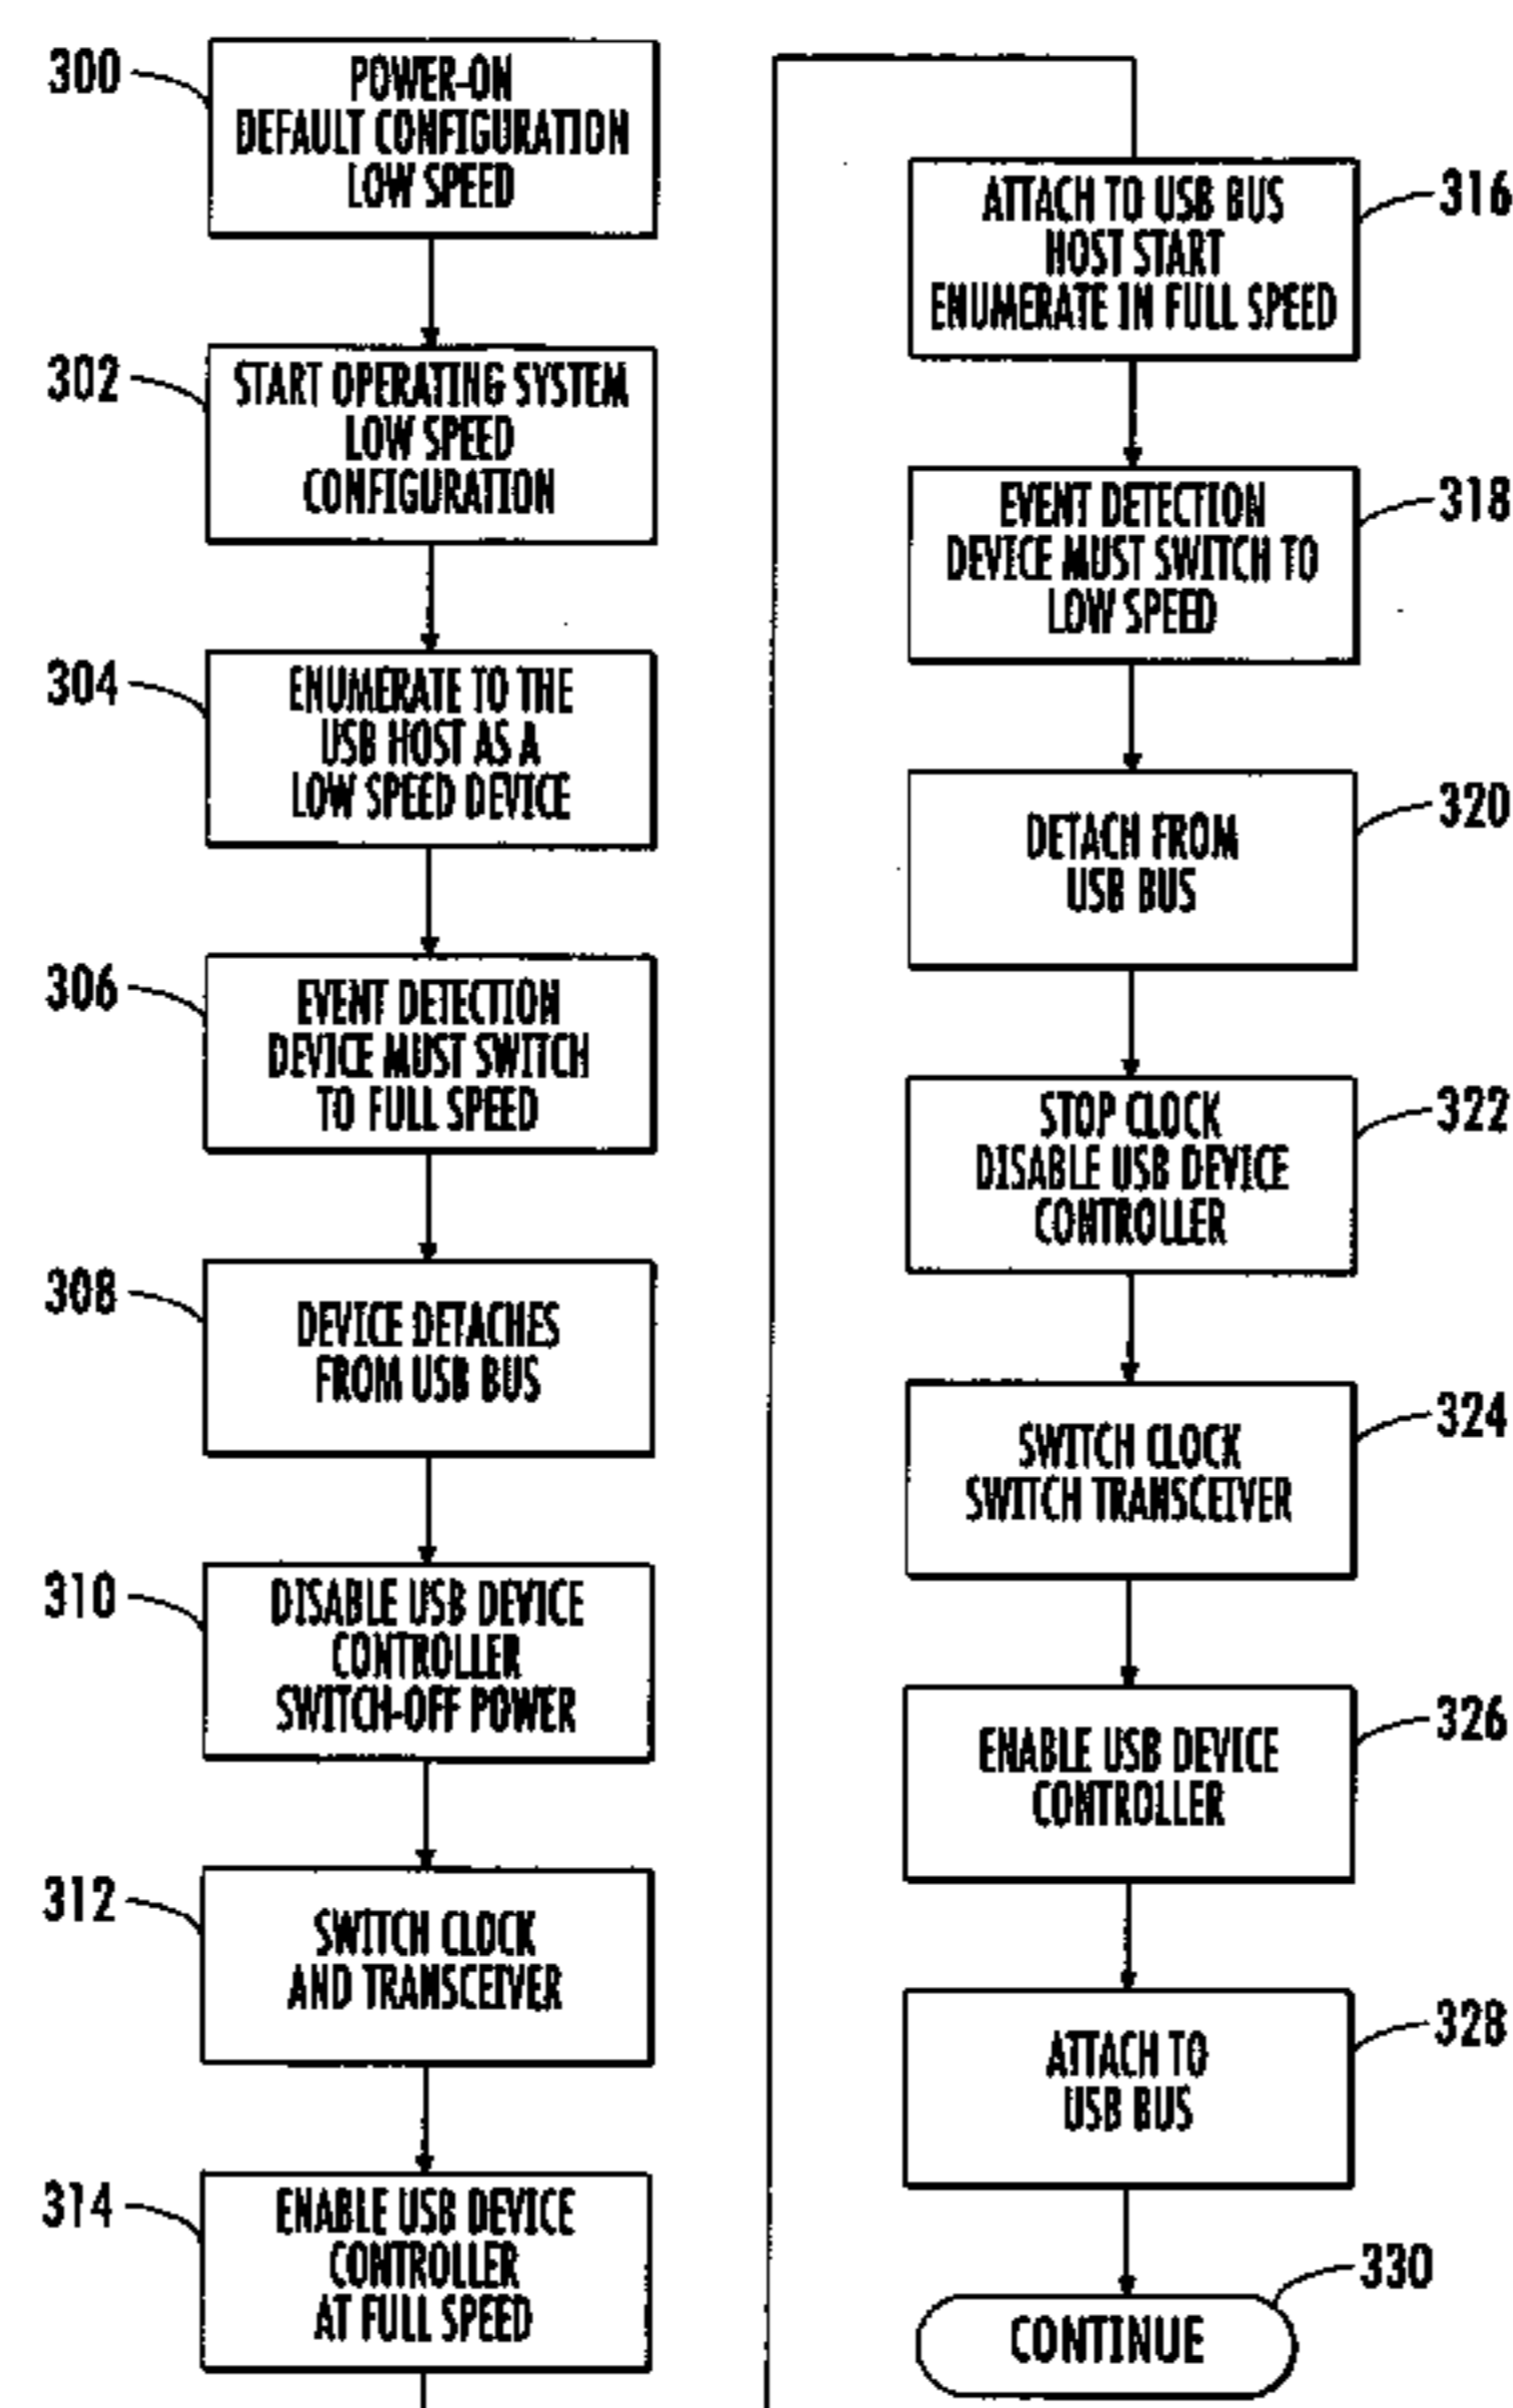 300
POWER-ON
DEFAULT CONFIGURATION
LOW SPEED
302
START OPERATING SYSTEM
LOW SPEED
CONFIGURATION
304
ENUMERATE TO THE
USB HOST AS A
LOW SPEED DEVICE
306
EVENT DETECTION
DEVICE MUST SWITCH
TO FULL SPEED
308
DEVICE DETACHES
FROM USB BUS
310
DISABLE USB DEVICE
CONTROLLER
SWITCH-OFF POWER
312
SWITCH CLOCK
AND TRANSCEIVER
314
ENABLE USB DEVICE
CONTROLLER
AT FULL SPEED
316
ATTACH TO USB BUS
HOST START
ENUMERATE IN FULL SPEED
318
EVENT DETECTION
DEVICE MUST SWITCH TO
LOW SPEED
320
DETACH FROM
USB BUS
322
STOP CLOCK
DISABLE USB DEVICE
CONTROLLER
324
SWITCH CLOCK
SWITCH TRANSCEIVER
326
ENABLE USB DEVICE
CONTROLLER
328
ATTACH TO
USB BUS
330
CONTINUE